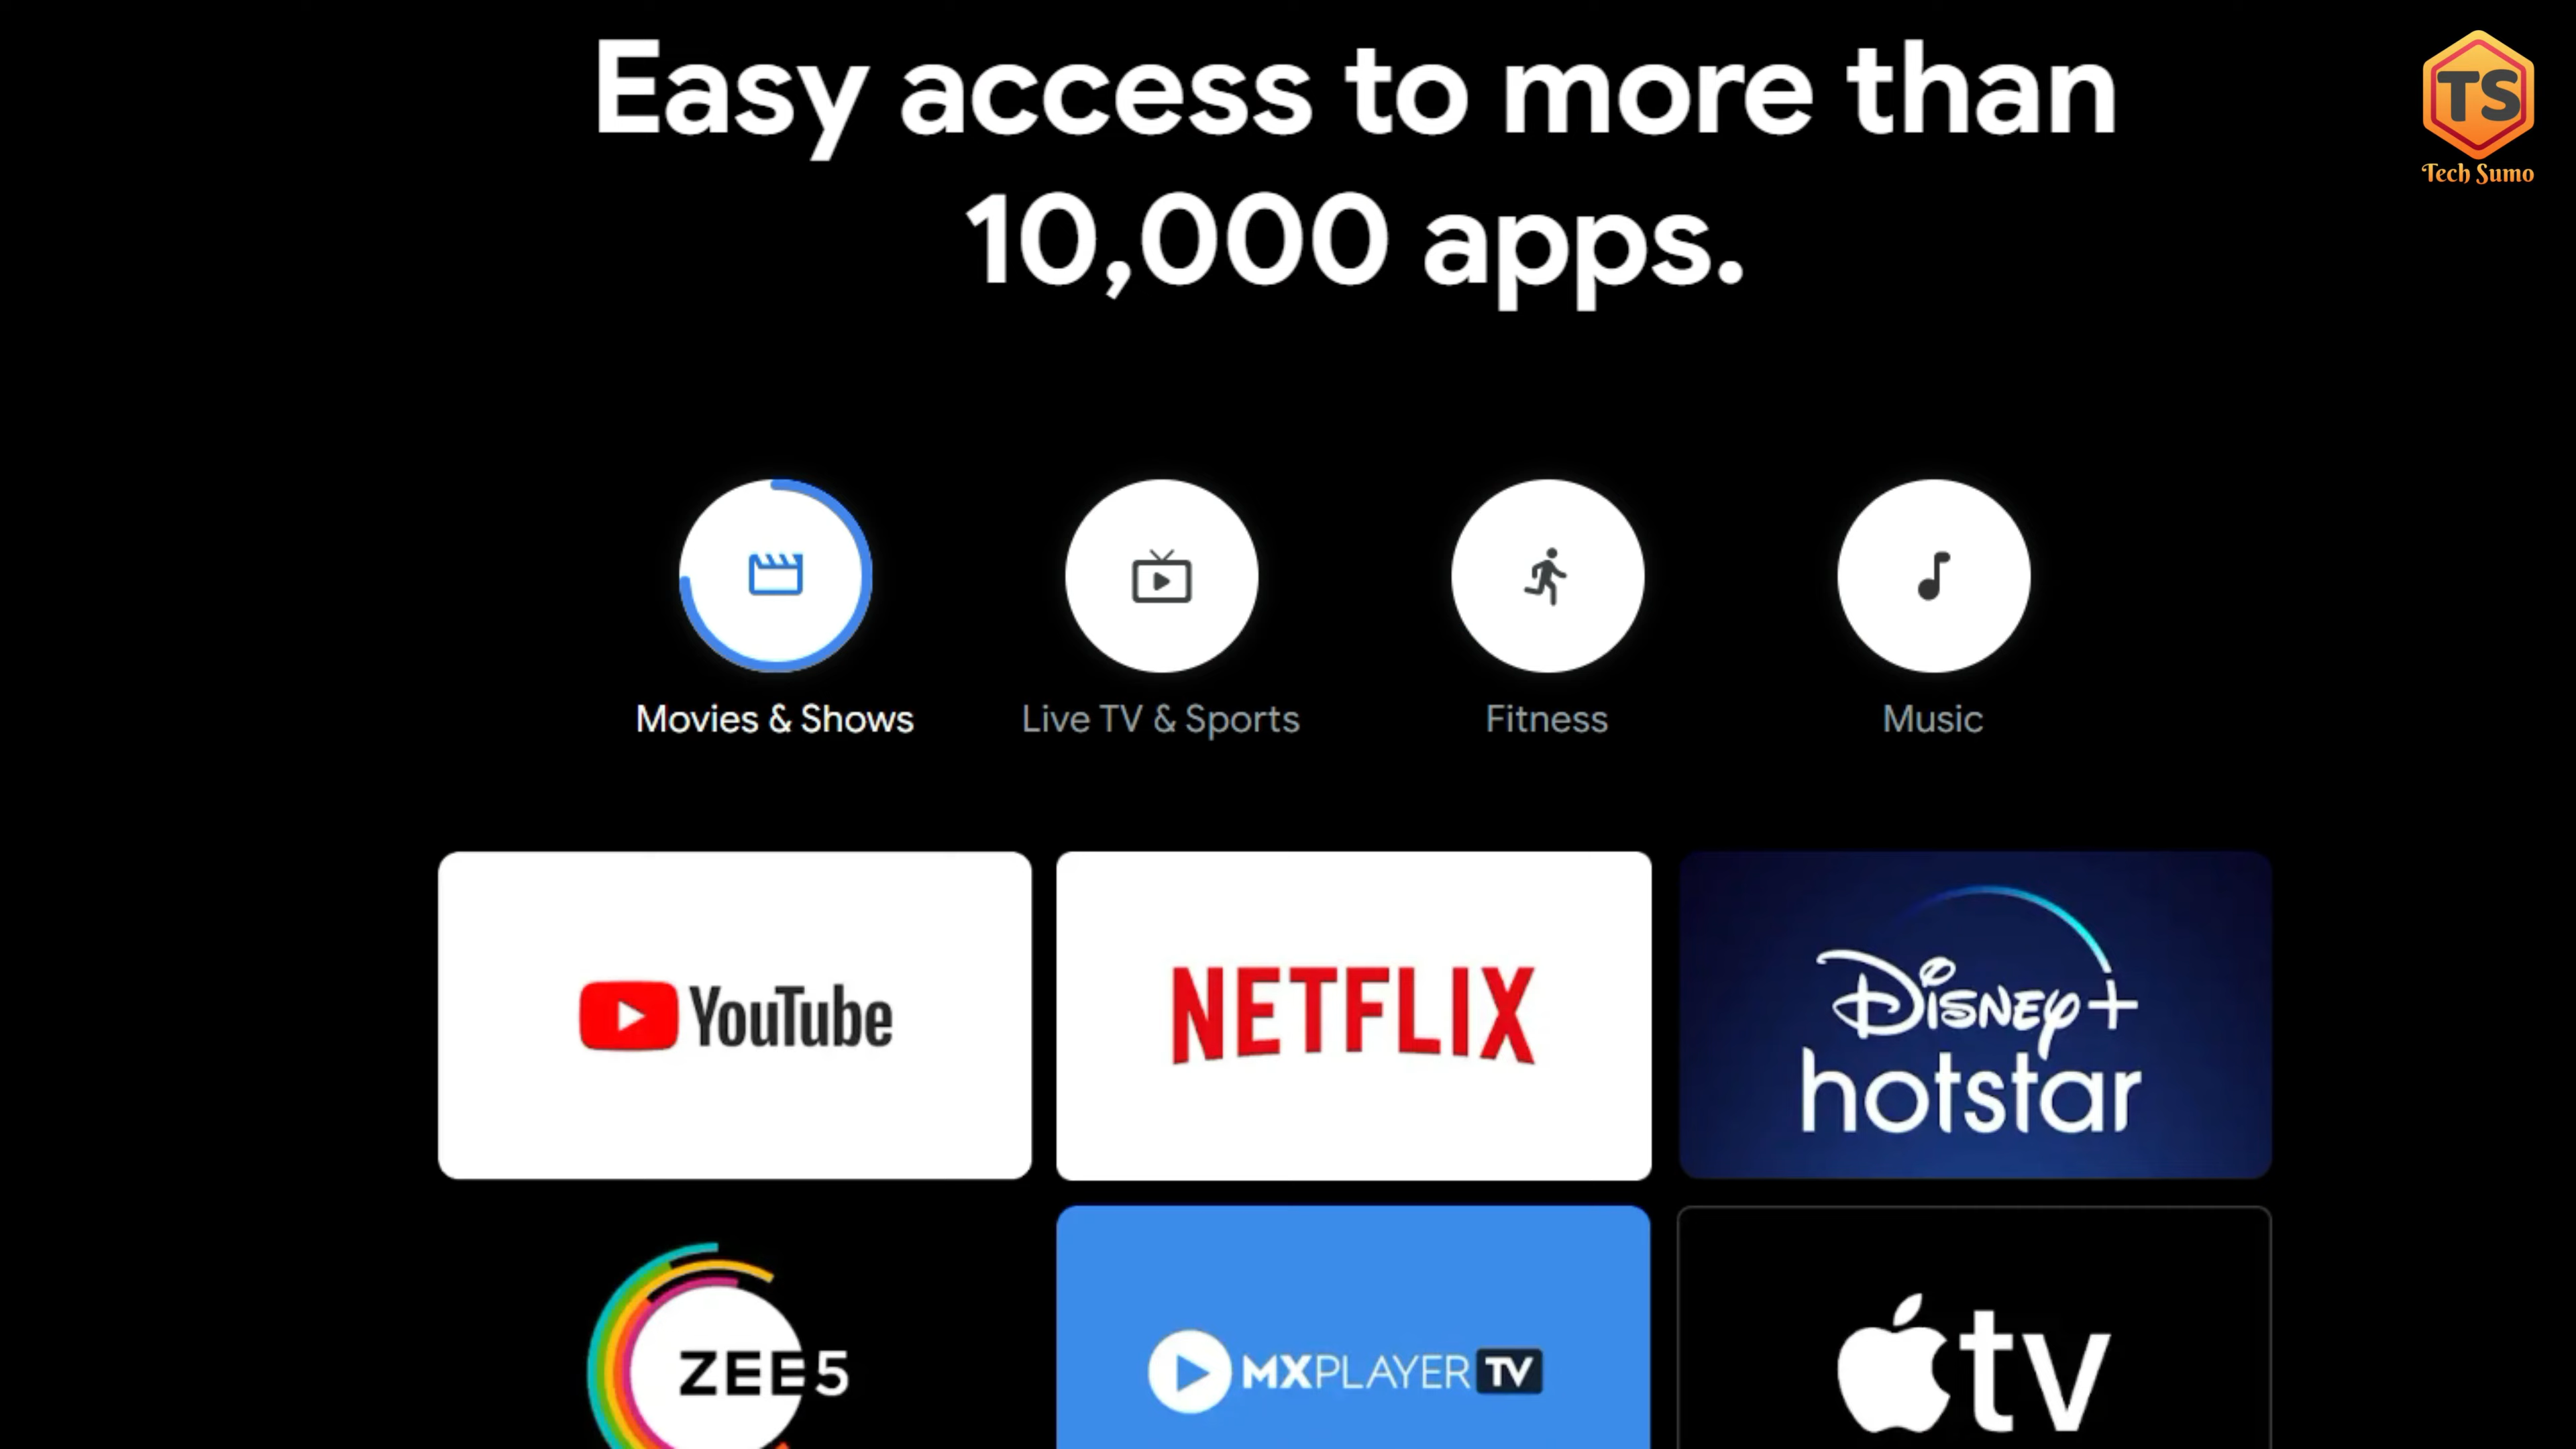 Easy access to more than
10,000 apps.
TS
Tech Sumo
Movies & Shows
Live TV & Sports
Fitness
Music
YouTube
NETFLIX
Disney+
hotstar
ZEE5
MXPLAYER TV
tv